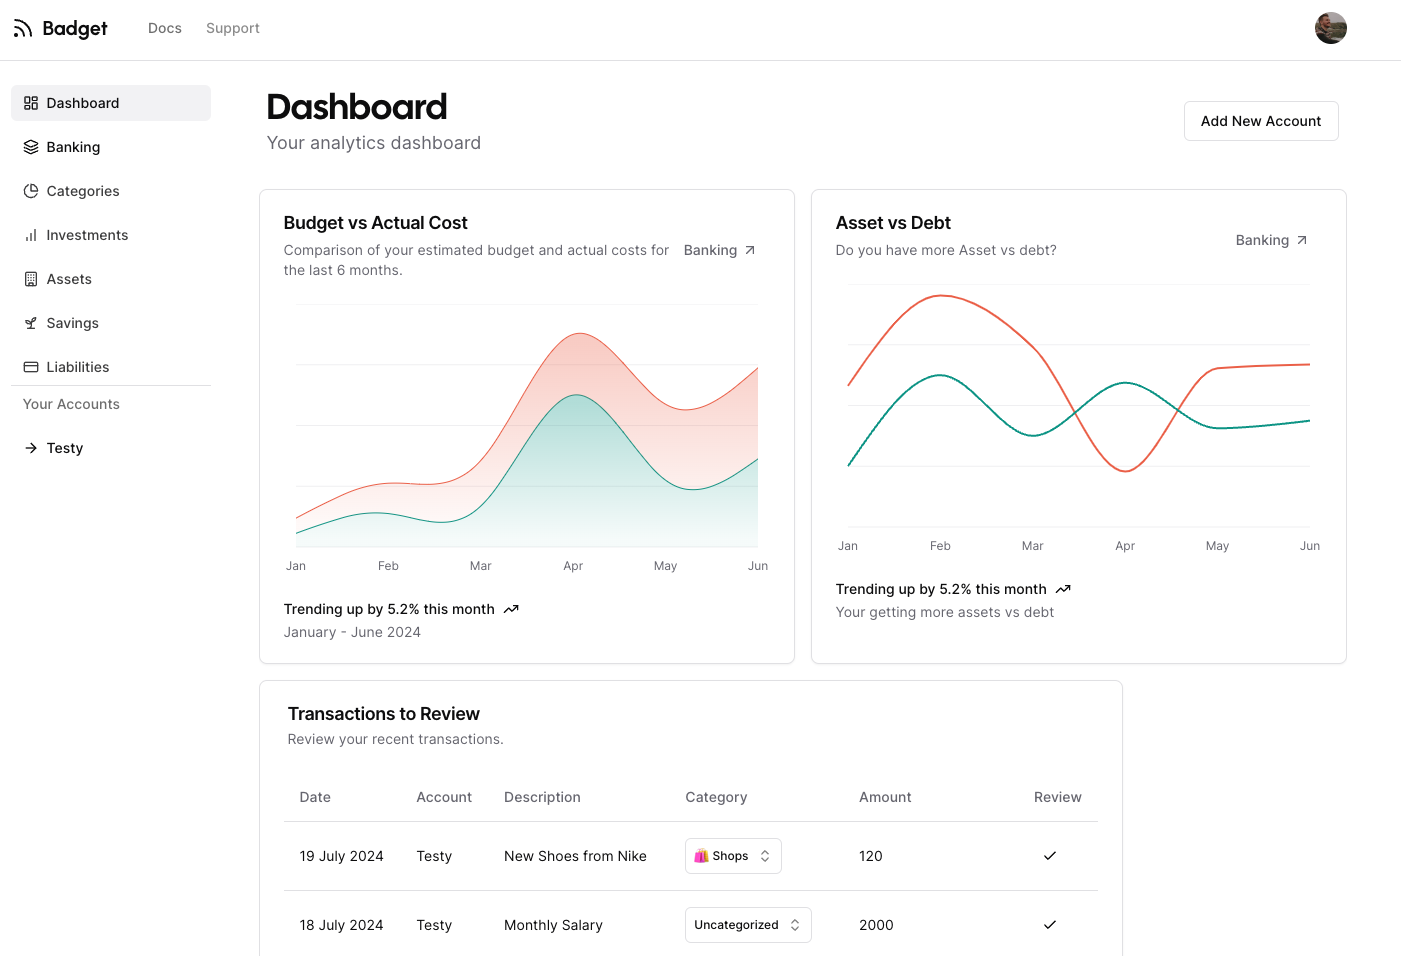 Badget
Docs
Support
Dashboard
Banking
Categories
Investments
Assets
Savings
Liabilities
Your Accounts
Testy
Dashboard
Your analytics dashboard
Add New Account
Budget vs Actual Cost
Comparison of your estimated budget and actual costs for
the last 6 months.
Banking
Jan Feb Mar Apr May Jun
Trending up by 5.2% this month
January - June 2024
Asset vs Debt
Do you have more Asset vs debt?
Banking
Jan Feb Mar Apr May Jun
Trending up by 5.2% this month
Your getting more assets vs debt
Transactions to Review
Review your recent transactions.
Date Account Description Category Amount Review
19 July 2024 Testy New Shoes from Nike Shops 120
18 July 2024 Testy Monthly Salary Uncategorized 2000